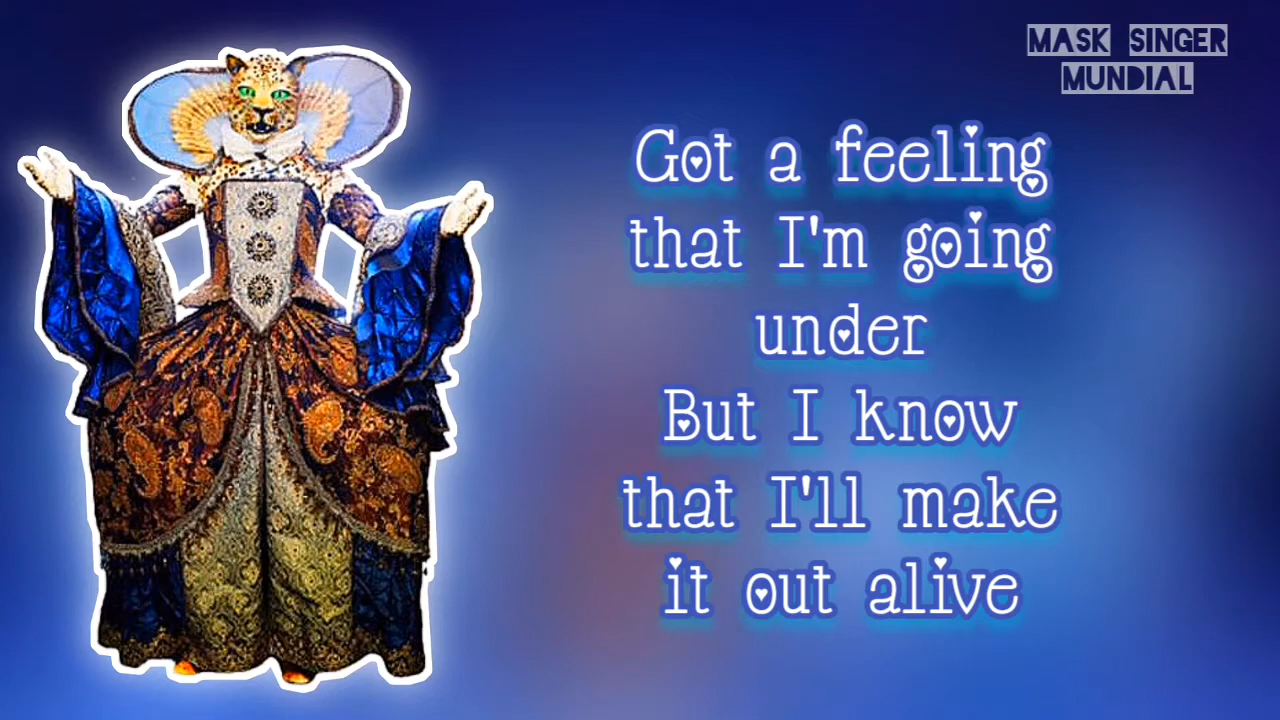 MASK SINGER
MUNDIAL
Got a feeling
that I'm going
under
But I know
that I'll make
it out alive